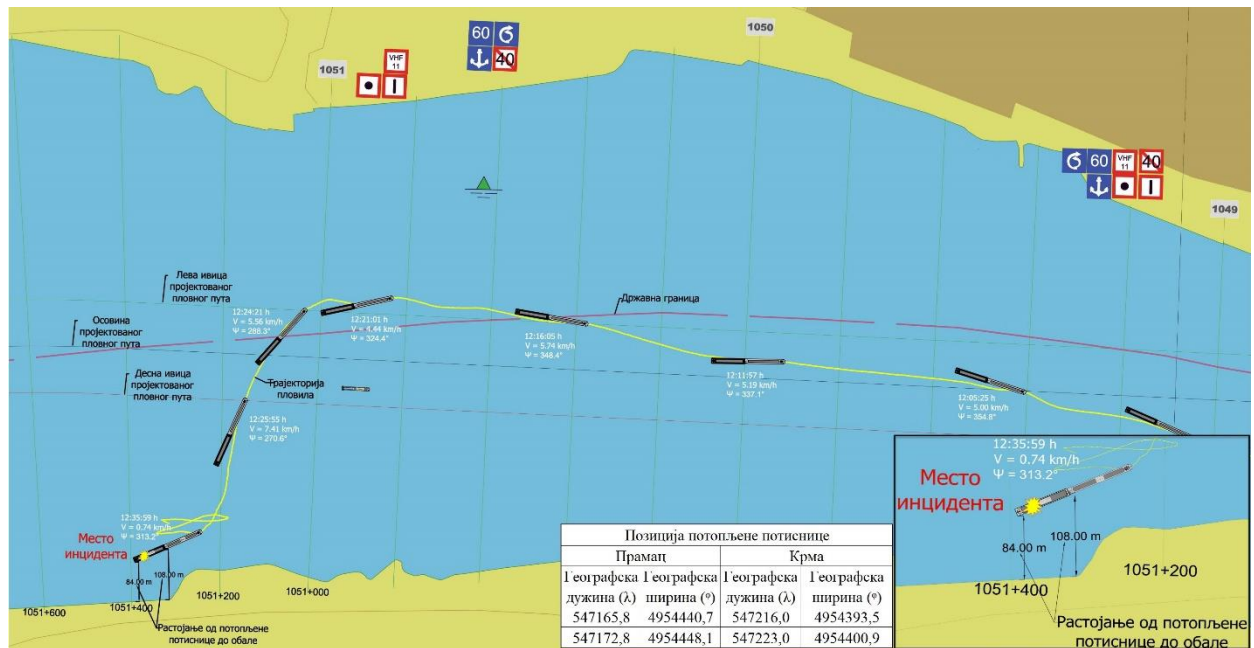 1050
60
40
1051
VHF
11
60
VHF
11
40
1049
Лева ивица
пројектованог
пловног пута
Државна граница
12:24:21 h
V = 5.56 km/h
Ψ = 288.3°
12:21:01 h
V = 4.44 km/h
Ψ = 324.4°
12:16:05 h
V = 5.74 km/h
Ψ = 348.4°
Осовина
пројектованог
пловног пута
Десна ивица
пројектованог
пловног пута
Трајекторија
пловила
12:11:57 h
V = 5.19 km/h
Ψ = 337.1°
12:05:25 h
V = 5.00 km/h
Ψ = 354.8°
12:25:55 h
V = 7.41 km/h
Ψ = 270.6°
12:35:59 h
V = 0.74 km/h
Ψ = 313.2°
Место
инцидента
84.00 m
108.00 m
1051+600
1051+400
1051+200
1051+000
Растојање од потопљене
потиснице до обале
Позиција потопљене потиснице
Прамац Крма
Географска Географска Географска Географска
дужина (λ) ширина (°) дужина (λ) ширина (°)
547165,8 4954440,7 547216,0 4954393,5
547172,8 4954448,1 547223,0 4954400,9
12:35:59 h
V = 0.74 km/h
Ψ = 313.2°
Место
инцидента
84.00 m
108.00 m
1051+400
1051+200
Растојање од потопљене
потиснице до обале